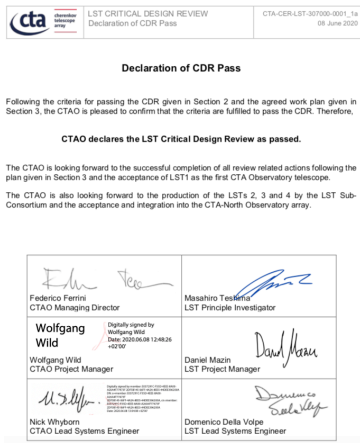 cta
cherenkov
telescope
array
LST CRITICAL DESIGN REVIEW
Declaration of CDR Pass
CTA-CER-LST-307000-0001_1a
08 June 2020
Declaration of CDR Pass
Following the criteria for passing the CDR given in Section 2 and the agreed work plan given in
Section 3, the CTAO is pleased to confirm that the criteria are fulfilled to pass the CDR. Therefore,
CTAO declares the LST Critical Design Review as passed.
The CTAO is looking forward to the successful completion of all review related actions following the
plan given in Section 3 and the acceptance of LST1 as the first CTA Observatory telescope.
The CTAO is also looking forward to the production of the LSTs 2, 3 and 4 by the LST Sub-
Consortium and the acceptance and integration into the CTA-North Observatory array.
Federico Ferrini
CTAO Managing Director
Masahiro Teshima
LST Principle Investigator
Wolfgang
Wild
Digitally signed by
Wolfgang Wild
Date: 2020.06.09 12:48:26
+02'00'
Wolfgang Wild
CTAO Project Manager
Daniel Mazin
Daniel Mazin
LST Project Manager
Nick Whyborn
CTAO Lead Systems Engineer
Domenico
Della Volpe
Domenico Della Volpe
LST Lead Systems Engineer